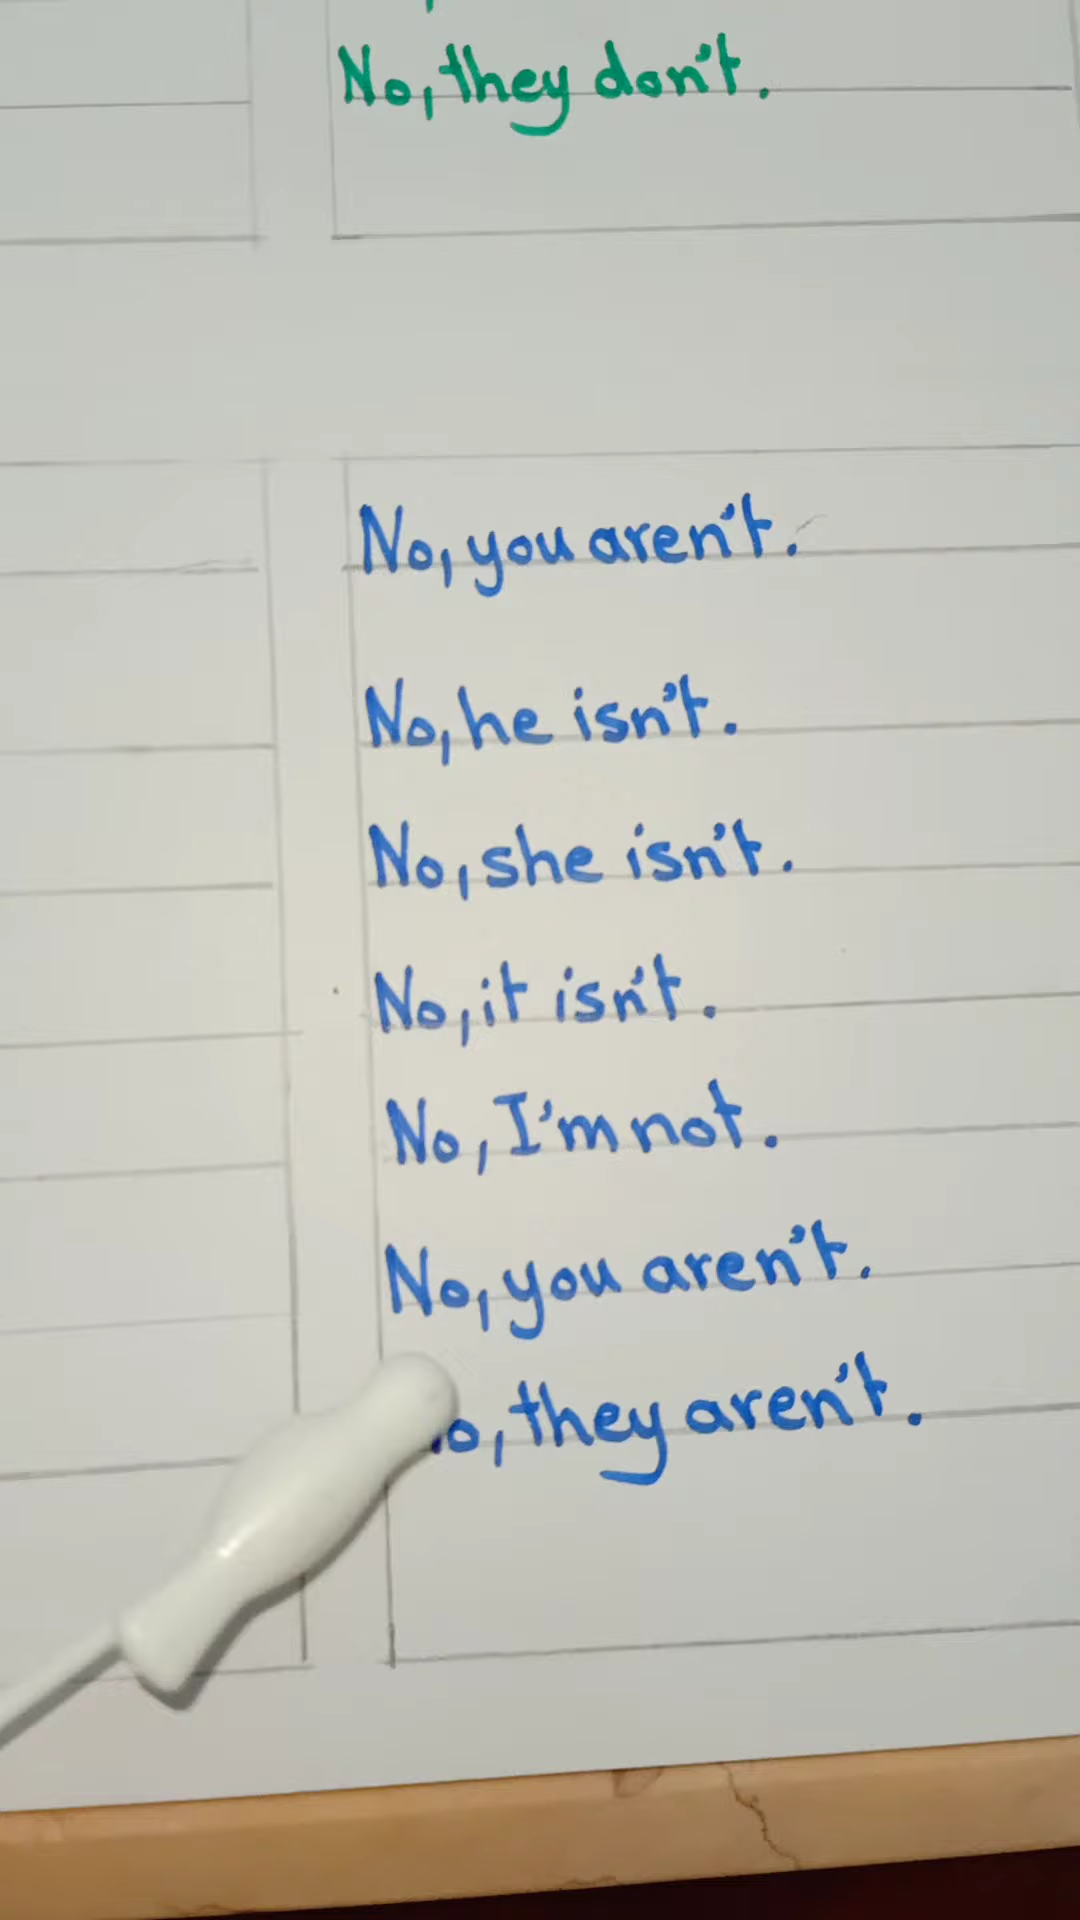 No, they don't.
No, you aren't.
No, he isn't.
No, she isn't.
No, it isn't.
No, I'm not.
No, you aren't.
o, they aren't.